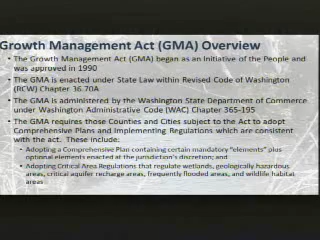 Growth Management Act (GMA) Overview
• The Growth Management Act (GMA) began as an Initiative of the People and
was approved in 1990
• The GMA is enacted under State Law within Revised Code of Washington
(RCW) Chapter 36.70A
• The GMA is administered by the Washington State Department of Commerce
under Washington Administrative Code (WAC) Chapter 365-195
• The GMA requires those Counties and Cities subject to the Act to adopt
Comprehensive Plans and Implementing Regulations which are consistent
with the act. These include:
• Adopting a Comprehensive Plan containing certain mandatory "elements" plus
optional elements enacted at the jurisdiction's discretion; and
• Adopting Critical Area Regulations that regulate wetlands, geologically hazardous
areas, critical aquifer recharge areas, frequently flooded areas, and wildlife habitat
areas